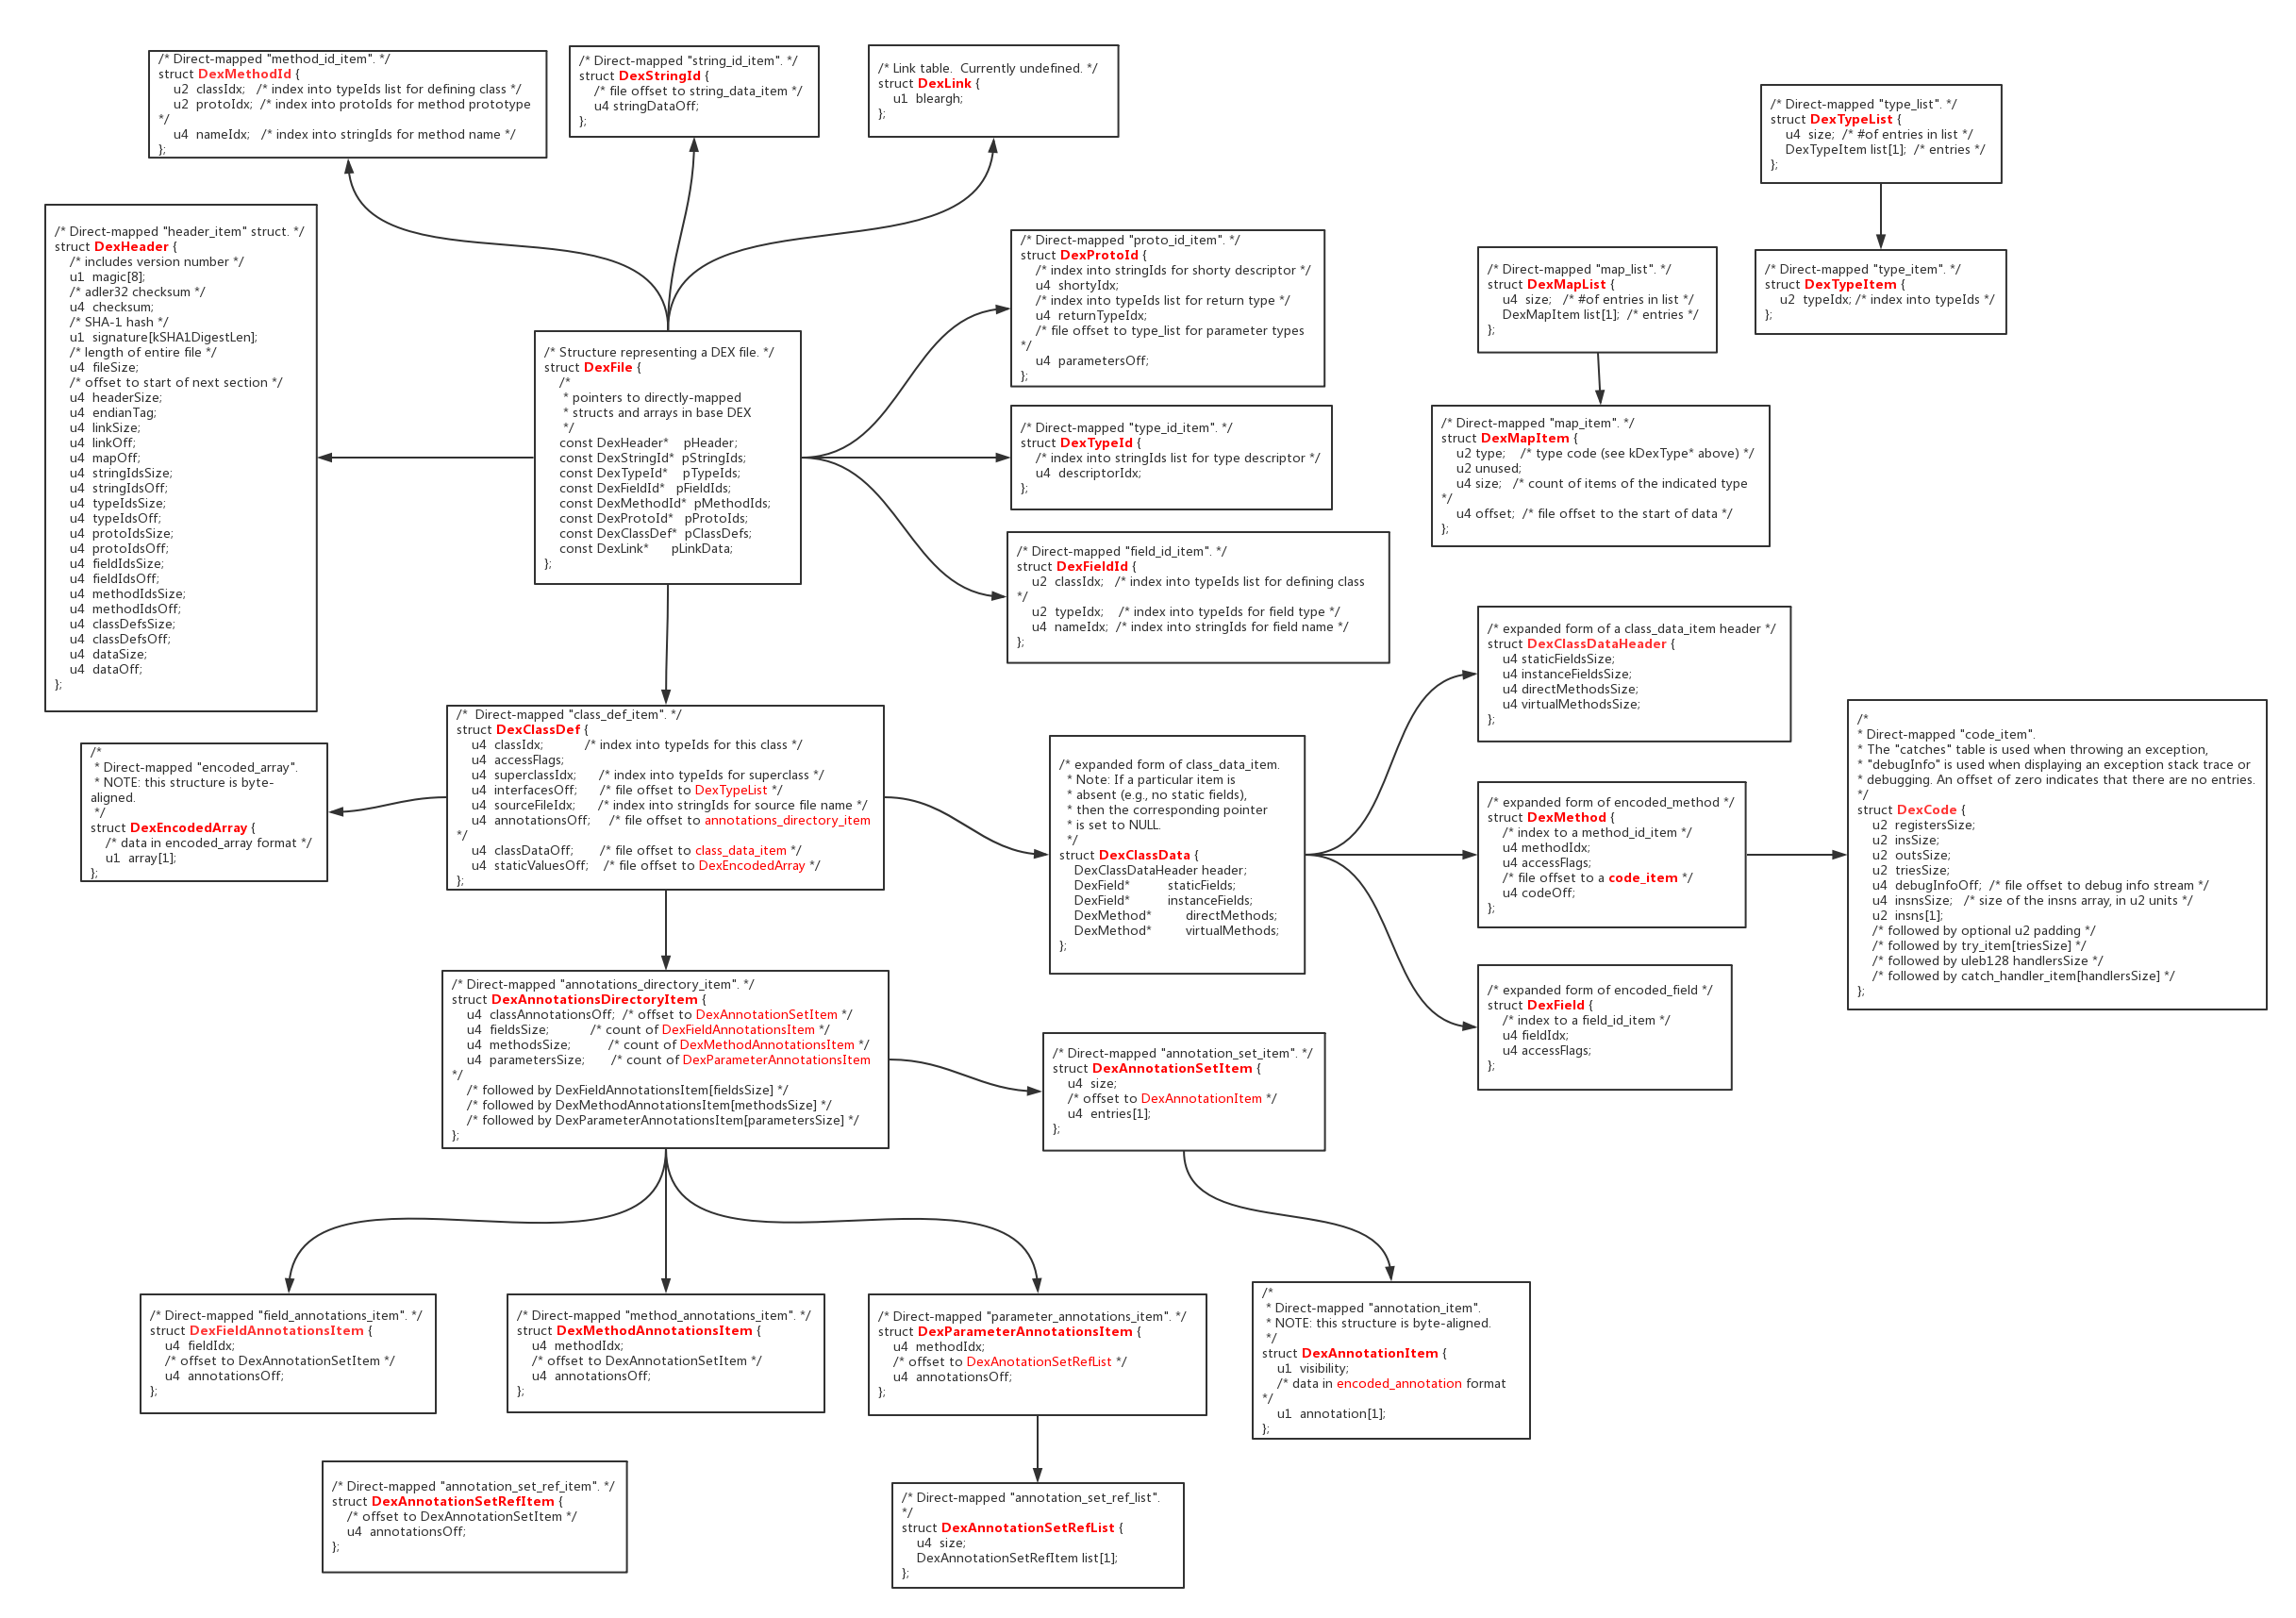 /* Direct-mapped "method_id_item". */
struct DexMethodId {
u2  classIdx;   /* index into typeIds list for defining class */
u2  protoIdx;  /* index into protoIds for method prototype
*/
u4  nameIdx;   /* index into stringIds for method name */
};
/* Direct-mapped "string_id_item". */
struct DexStringId {
/* file offset to string_data_item */
u4 stringDataOff;
};
/* Link table.  Currently undefined. */
struct DexLink {
u1  bleargh;
};
/* Direct-mapped "type_list". */
struct DexTypeList {
u4  size;  /* #of entries in list */
DexTypeItem list[1];  /* entries */
};
/* Direct-mapped "header_item" struct. */
struct DexHeader {
/* includes version number */
u1  magic[8];
/* adler32 checksum */
u4  checksum;
/* SHA-1 hash */
u1  signature[kSHA1DigestLen];
/* length of entire file */
u4  fileSize;
/* offset to start of next section */
u4  headerSize;
u4  endianTag;
u4  linkSize;
u4  linkOff;
u4  mapOff;
u4  stringIdsSize;
u4  stringIdsOff;
u4  typeIdsSize;
u4  typeIdsOff;
u4  protoIdsSize;
u4  protoIdsOff;
u4  fieldIdsSize;
u4  fieldIdsOff;
u4  methodIdsSize;
u4  methodIdsOff;
u4  classDefsSize;
u4  classDefsOff;
u4  dataSize;
u4  dataOff;
};
/* Structure representing a DEX file. */
struct DexFile {
/*
* pointers to directly-mapped
* structs and arrays in base DEX
*/
const DexHeader*    pHeader;
const DexStringId*  pStringIds;
const DexTypeId*    pTypeIds;
const DexFieldId*   pFieldIds;
const DexMethodId*  pMethodIds;
const DexProtoId*   pProtoIds;
const DexClassDef*  pClassDefs;
const DexLink*      pLinkData;
};
/* Direct-mapped "proto_id_item". */
struct DexProtoId {
/* index into stringIds for shorty descriptor */
u4  shortyIdx;
/* index into typeIds list for return type */
u4  returnTypeIdx;
/* file offset to type_list for parameter types
*/
u4  parametersOff;
};
/* Direct-mapped "map_list". */
struct DexMapList {
u4  size;   /* #of entries in list */
DexMapItem list[1];  /* entries */
};
/* Direct-mapped "type_item". */
struct DexTypeItem {
u2  typeIdx; /* index into typeIds */
};
/* Direct-mapped "type_id_item". */
struct DexTypeId {
/* index into stringIds list for type descriptor */
u4  descriptorIdx;
};
/* Direct-mapped "map_item". */
struct DexMapItem {
u2 type;    /* type code (see kDexType* above) */
u2 unused;
u4 size;   /* count of items of the indicated type
*/
u4 offset;  /* file offset to the start of data */
};
/* Direct-mapped "field_id_item". */
struct DexFieldId {
u2  classIdx;   /* index into typeIds list for defining class
*/
u2  typeIdx;    /* index into typeIds for field type */
u4  nameIdx;  /* index into stringIds for field name */
};
/*
* Direct-mapped "encoded_array".
* NOTE: this structure is byte-
aligned.
*/
struct DexEncodedArray {
/* data in encoded_array format */
u1  array[1];
};
/*  Direct-mapped "class_def_item". */
struct DexClassDef {
u4  classIdx;           /* index into typeIds for this class */
u4  accessFlags;
u4  superclassIdx;      /* index into typeIds for superclass */
u4  interfacesOff;      /* file offset to DexTypeList */
u4  sourceFileIdx;      /* index into stringIds for source file name */
u4  annotationsOff;     /* file offset to annotations_directory_item
*/
u4  classDataOff;       /* file offset to class_data_item */
u4  staticValuesOff;    /* file offset to DexEncodedArray */
};
/* expanded form of class_data_item.
* Note: If a particular item is
* absent (e.g., no static fields),
* then the corresponding pointer
* is set to NULL.
*/
struct DexClassData {
DexClassDataHeader header;
DexField*          staticFields;
DexField*          instanceFields;
DexMethod*         directMethods;
DexMethod*         virtualMethods;
};
/* expanded form of a class_data_item header */
struct DexClassDataHeader {
u4 staticFieldsSize;
u4 instanceFieldsSize;
u4 directMethodsSize;
u4 virtualMethodsSize;
};
/* expanded form of encoded_method */
struct DexMethod {
/* index to a method_id_item */
u4 methodIdx;
u4 accessFlags;
/* file offset to a code_item */
u4 codeOff;
};
/*
* Direct-mapped "code_item".
* The "catches" table is used when throwing an exception,
* "debugInfo" is used when displaying an exception stack trace or
* debugging. An offset of zero indicates that there are no entries.
*/
struct DexCode {
u2  registersSize;
u2  insSize;
u2  outsSize;
u2  triesSize;
u4  debugInfoOff;  /* file offset to debug info stream */
u4  insnsSize;   /* size of the insns array, in u2 units */
u2  insns[1];
/* followed by optional u2 padding */
/* followed by try_item[triesSize] */
/* followed by uleb128 handlersSize */
/* followed by catch_handler_item[handlersSize] */
};
/* expanded form of encoded_field */
struct DexField {
/* index to a field_id_item */
u4 fieldIdx;
u4 accessFlags;
};
/* Direct-mapped "annotations_directory_item". */
struct DexAnnotationsDirectoryItem {
u4  classAnnotationsOff;  /* offset to DexAnnotationSetItem */
u4  fieldsSize;           /* count of DexFieldAnnotationsItem */
u4  methodsSize;          /* count of DexMethodAnnotationsItem */
u4  parametersSize;       /* count of DexParameterAnnotationsItem
*/
/* followed by DexFieldAnnotationsItem[fieldsSize] */
/* followed by DexMethodAnnotationsItem[methodsSize] */
/* followed by DexParameterAnnotationsItem[parametersSize] */
};
/* Direct-mapped "annotation_set_item". */
struct DexAnnotationSetItem {
u4  size;
/* offset to DexAnnotationItem */
u4  entries[1];
};
/* Direct-mapped "field_annotations_item". */
struct DexFieldAnnotationsItem {
u4  fieldIdx;
/* offset to DexAnnotationSetItem */
u4  annotationsOff;
};
/* Direct-mapped "method_annotations_item". */
struct DexMethodAnnotationsItem {
u4  methodIdx;
/* offset to DexAnnotationSetItem */
u4  annotationsOff;
};
/* Direct-mapped "parameter_annotations_item". */
struct DexParameterAnnotationsItem {
u4  methodIdx;
/* offset to DexAnotationSetRefList */
u4  annotationsOff;
};
/*
* Direct-mapped "annotation_item".
* NOTE: this structure is byte-aligned.
*/
struct DexAnnotationItem {
u1  visibility;
/* data in encoded_annotation format
*/
u1  annotation[1];
};
/* Direct-mapped "annotation_set_ref_item". */
struct DexAnnotationSetRefItem {
/* offset to DexAnnotationSetItem */
u4  annotationsOff;
};
/* Direct-mapped "annotation_set_ref_list".
*/
struct DexAnnotationSetRefList {
u4  size;
DexAnnotationSetRefItem list[1];
};